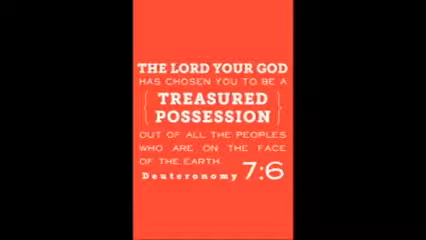 THE LORD YOUR GOD
HAS CHOSEN YOU TO BE A
TREASURED
POSSESSION
OUT OF ALL THE PEOPLES
WHO ARE ON THE FACE
OF THE EARTH.
Deuteronomy 7:6